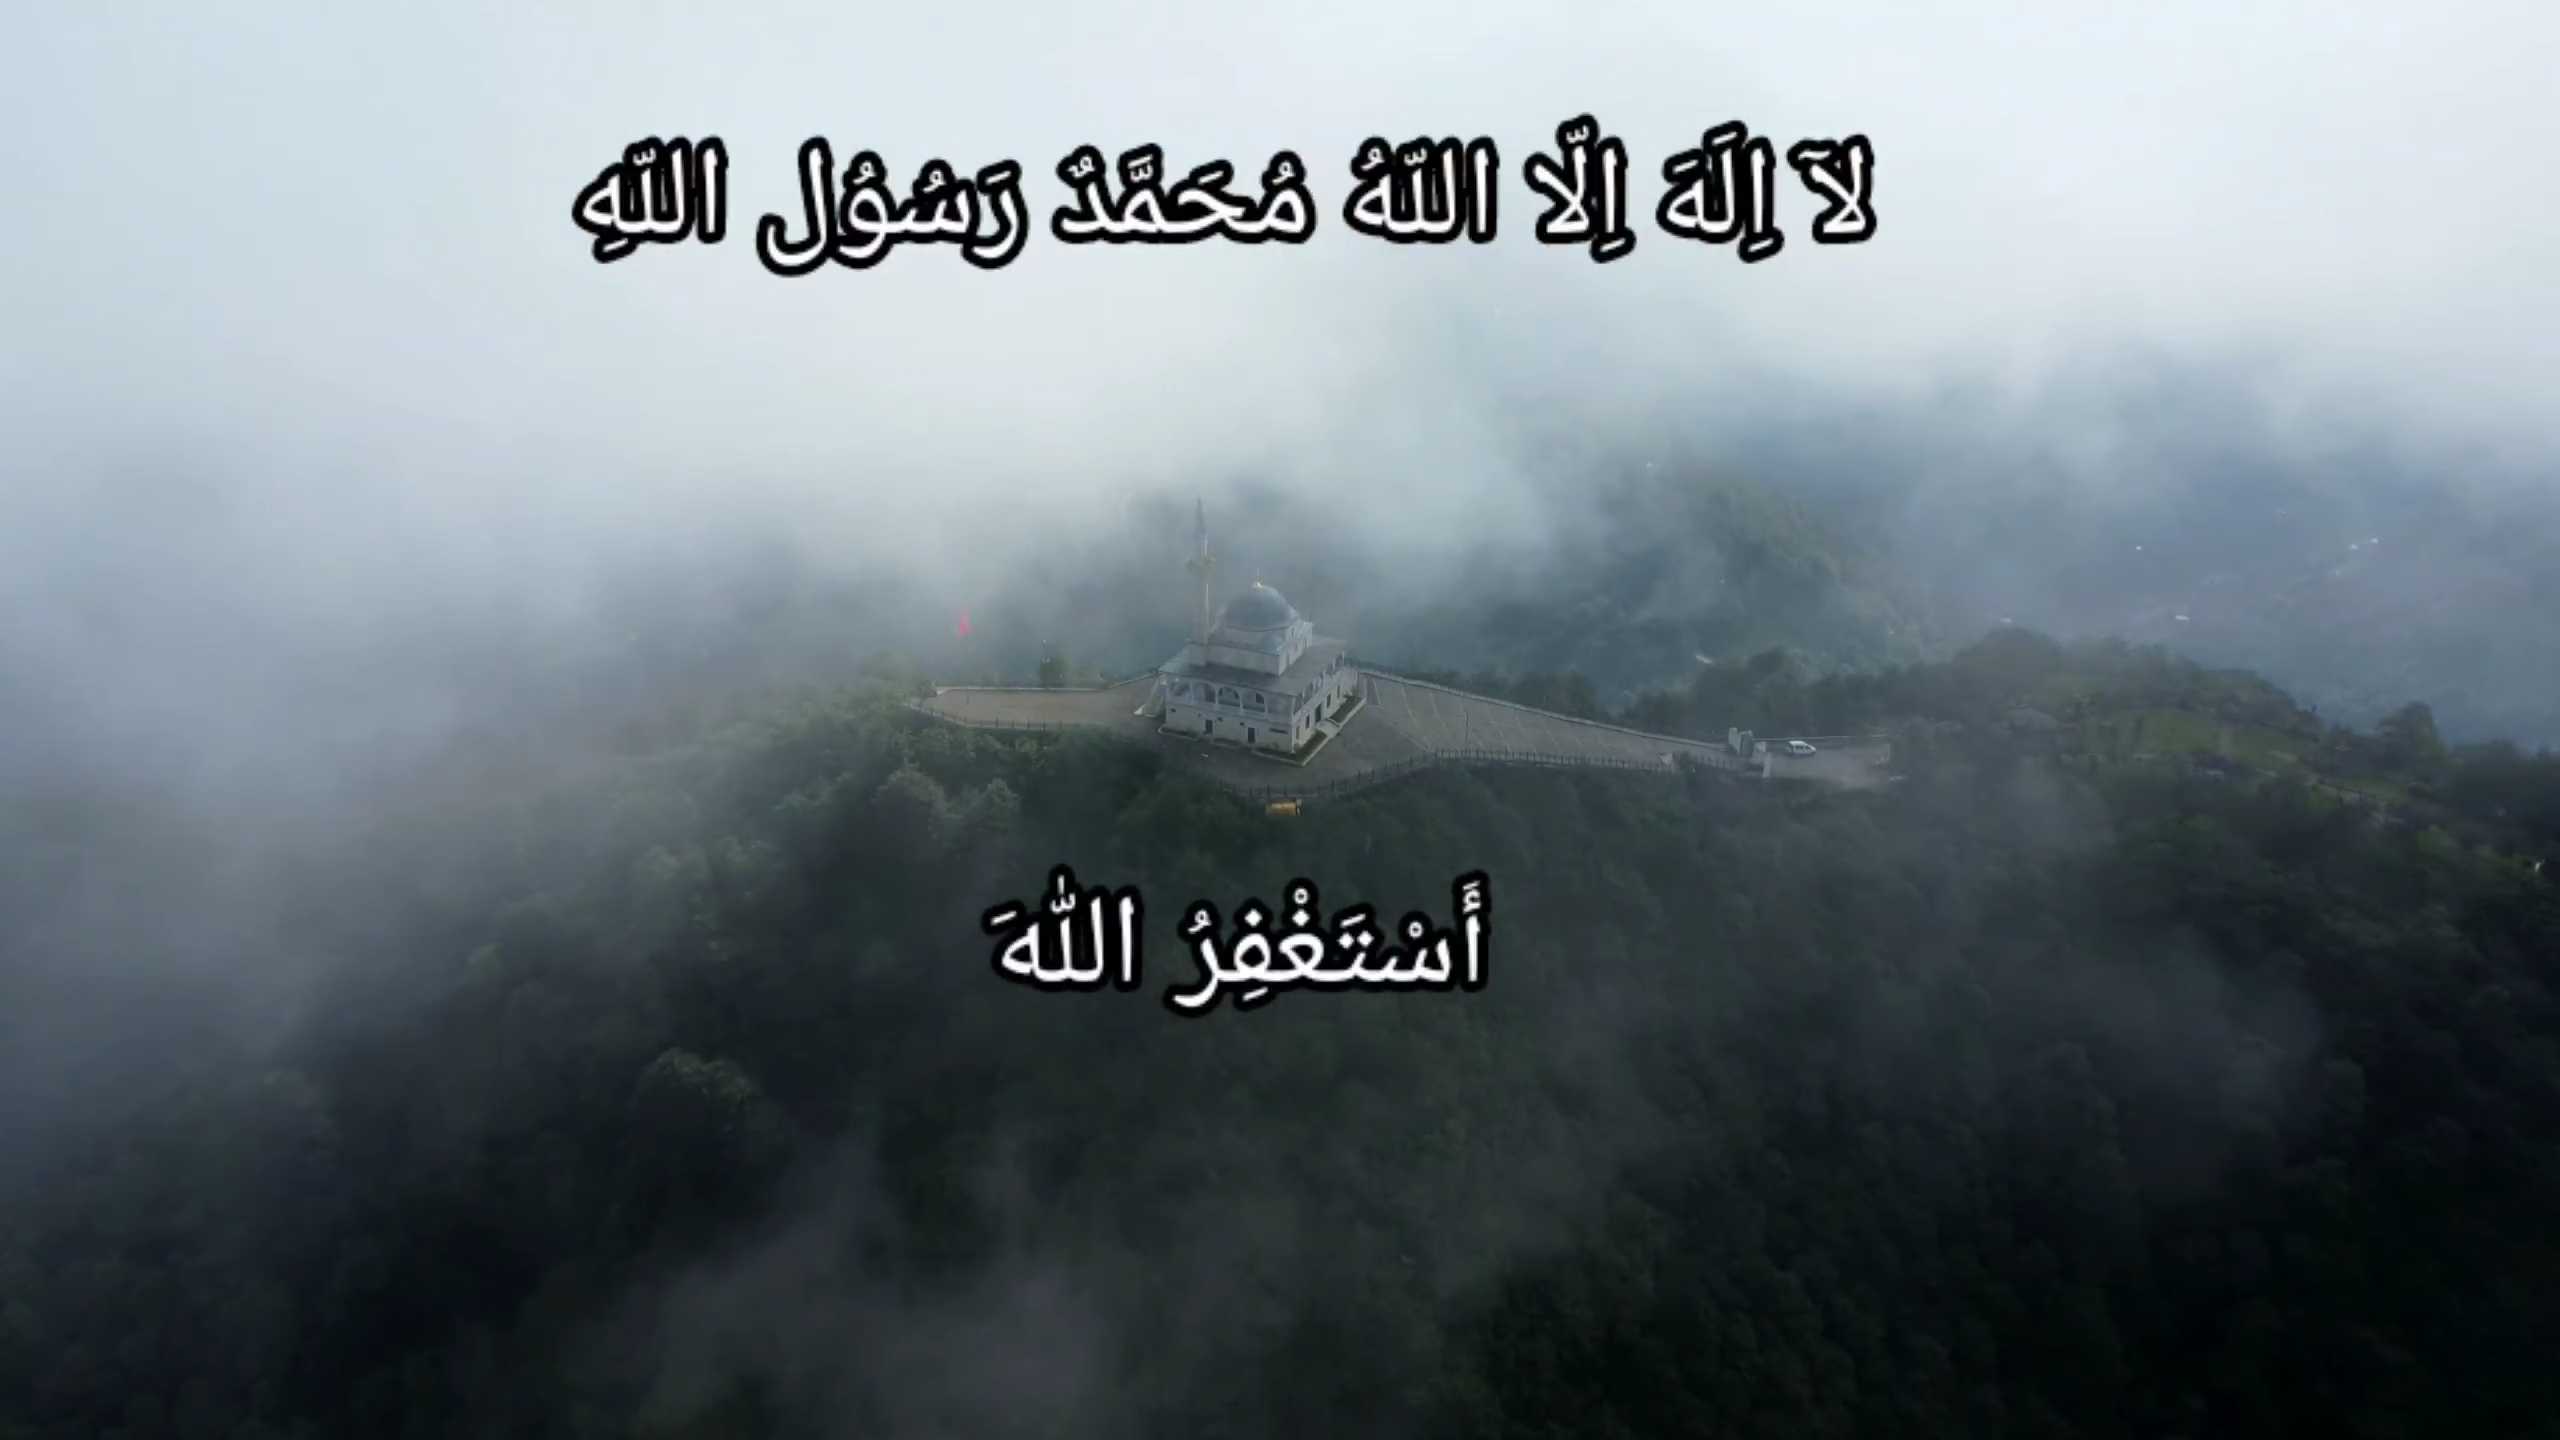 لآ اِلَهَ اِلَّا اللّهُ مُحَمَّدٌ رَسُوُل اللّهِ
أَسْتَغْفِرُ اللّٰهَ